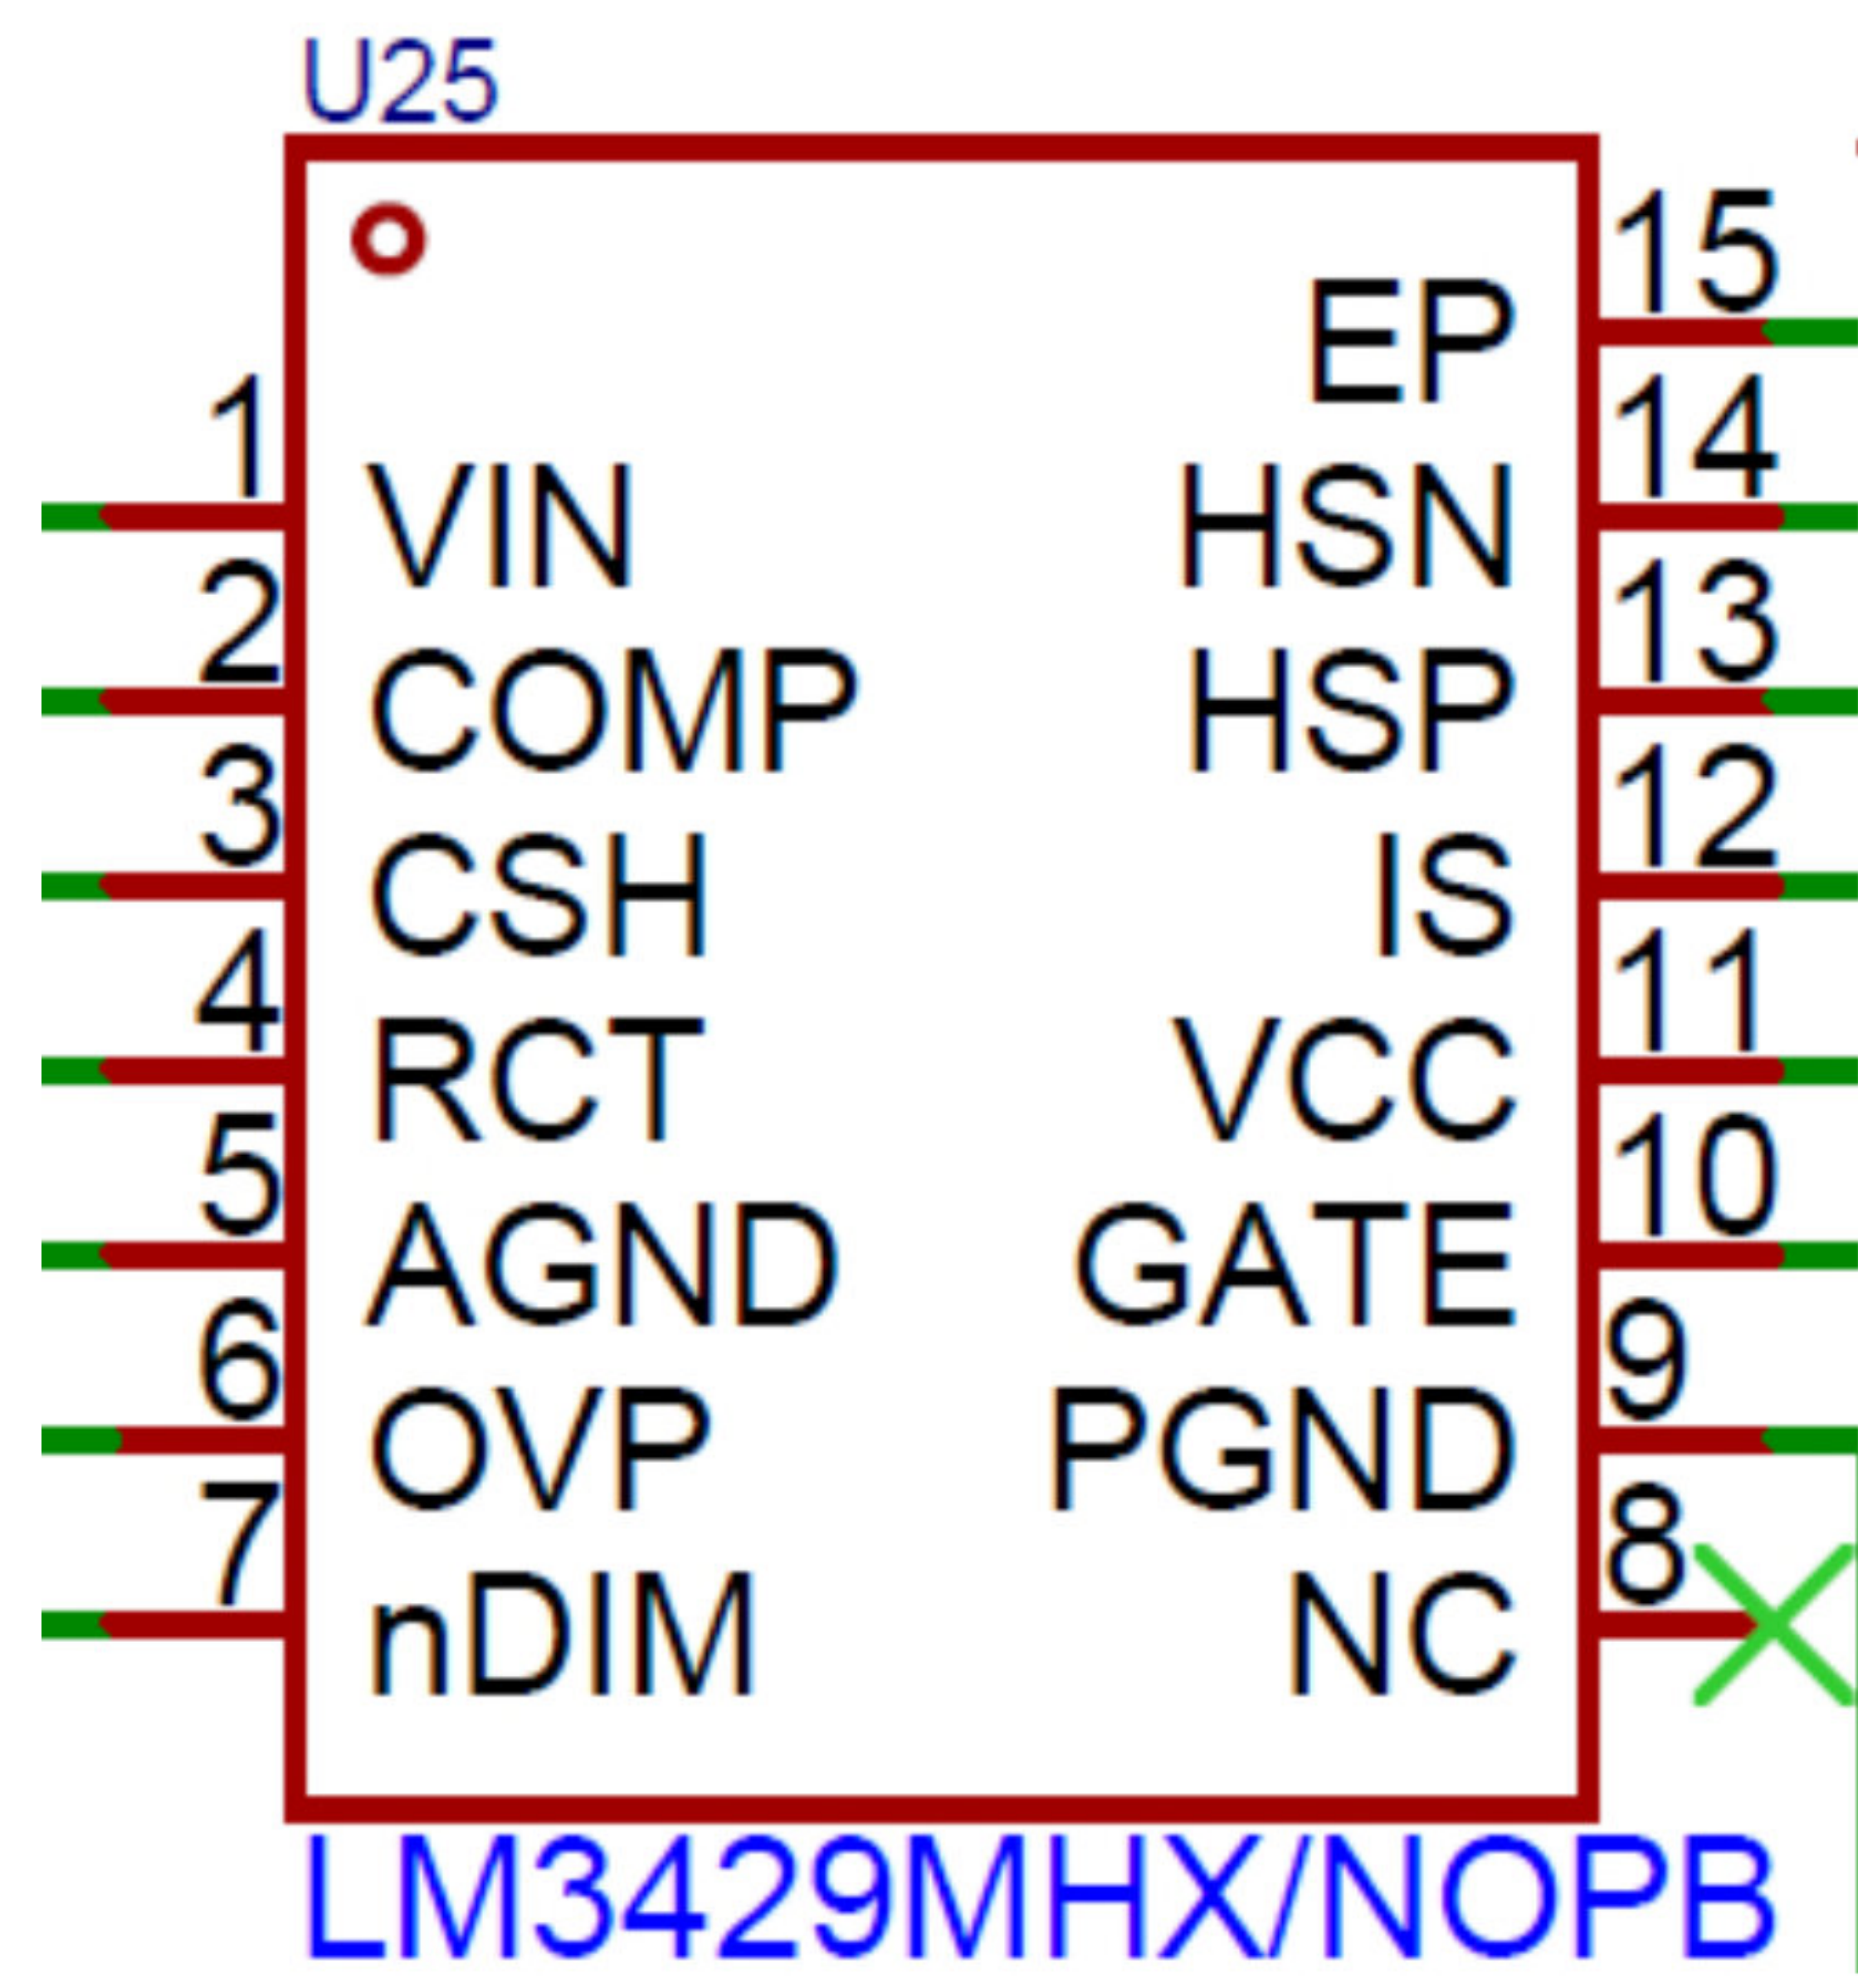 U25
15
EP
1
14
VIN
HSN
2
13
COMP
HSP
3
12
CSH
IS
4
11
RCT
VCC
5
10
AGND
GATE
6
9
OVP
PGND
7
8
nDIM
NC
LM3429MHX/NOPB